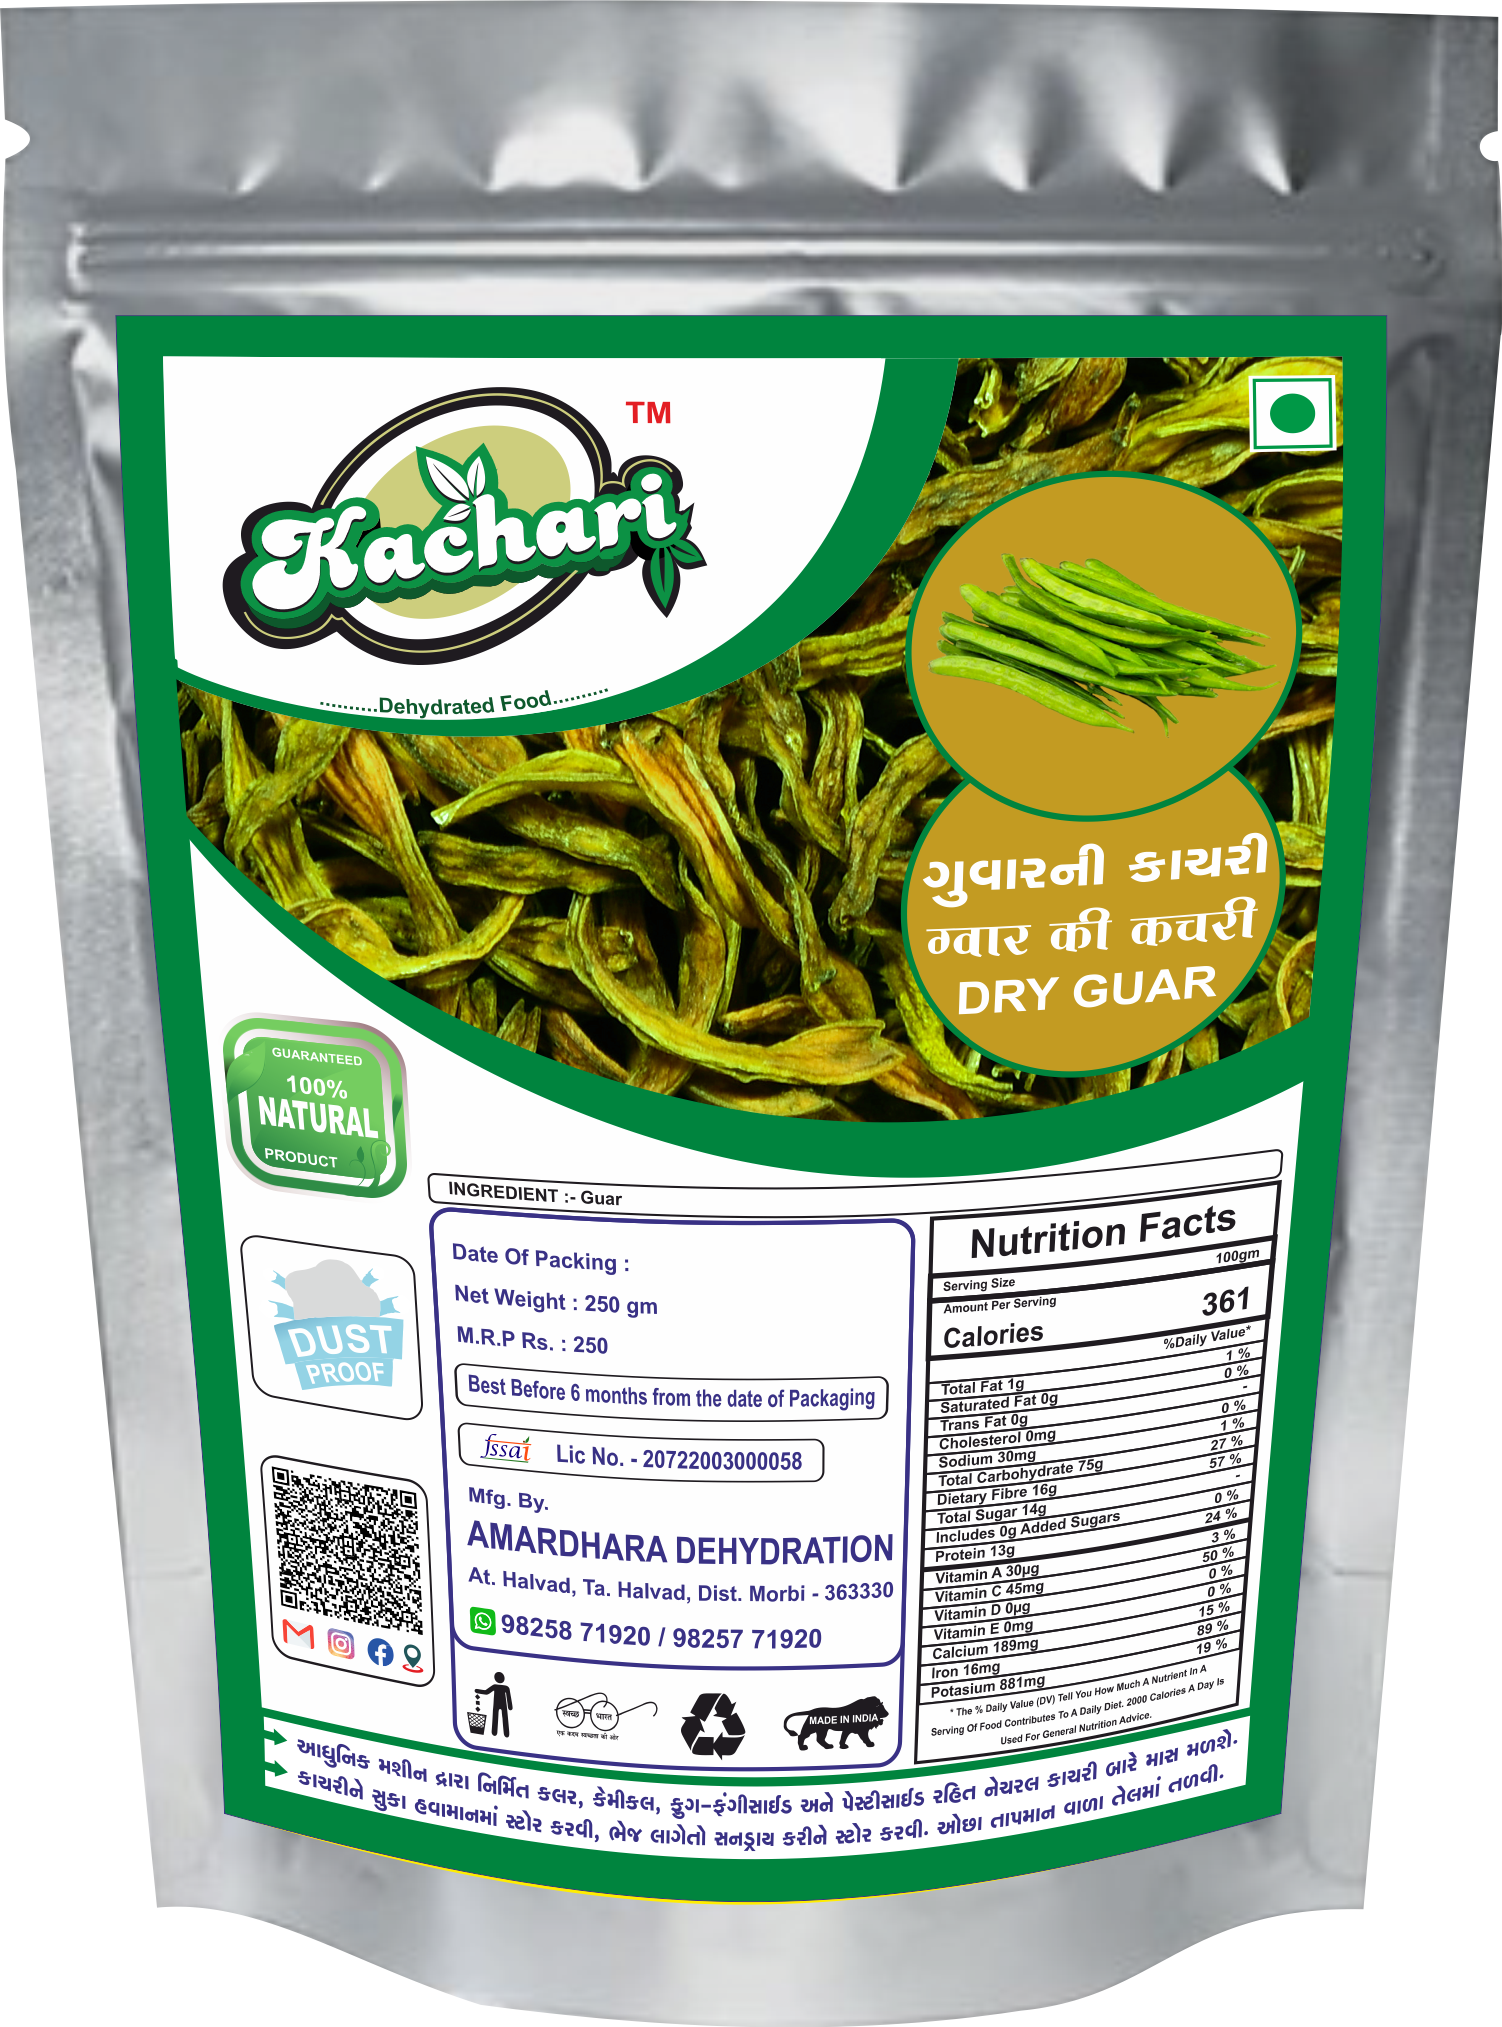 TM
Kachari
..........Dehydrated Food..........
ગુવારની કાચરી
ग्वार की कचरी
DRY GUAR
GUARANTEED
100%
NATURAL
PRODUCT
INGREDIENT :- Guar
DUST
PROOF
Date Of Packing :
Net Weight : 250 gm
M.R.P Rs. : 250
Best Before 6 months from the date of Packaging
fssai Lic No. - 20722003000058
Mfg. By.
AMARDHARA DEHYDRATION
At. Halvad, Ta. Halvad, Dist. Morbi - 363330
98258 71920 / 98257 71920
स्वच्छ भारत
एक कदम स्वच्छता की ओर
MADE IN INDIA
Nutrition Facts
Serving Size 100gm
Amount Per Serving
Calories 361
%Daily Value*
Total Fat 1g 1 %
Saturated Fat 0g 0 %
Trans Fat 0g -
Cholesterol 0mg 0 %
Sodium 30mg 1 %
Total Carbohydrate 75g 27 %
Dietary Fibre 16g 57 %
Total Sugar 14g -
Includes 0g Added Sugars 0 %
Protein 13g 24 %
Vitamin A 30µg 3 %
Vitamin C 45mg 50 %
Vitamin D 0µg 0 %
Vitamin E 0mg 0 %
Calcium 189mg 15 %
Iron 16mg 89 %
Potasium 881mg 19 %
* The % Daily Value (DV) Tell You How Much A Nutrient In A
Serving Of Food Contributes To A Daily Diet. 2000 Calories A Day Is
Used For General Nutrition Advice.
આધુનિક મશીન દ્રારા નિર્મિત કલર, કેમીકલ, ફુગ-ફંગીસાઈડ અને પેસ્ટીસાઈડ રહિત નેચરલ કાચરી બારે માસ મળશે.
કાચરીને સુકા હવામાનમાં સ્ટોર કરવી, ભેજ લાગેતો સનડ્રાય કરીને સ્ટોર કરવી. ઓછા તાપમાન વાળા તેલમાં તળવી.